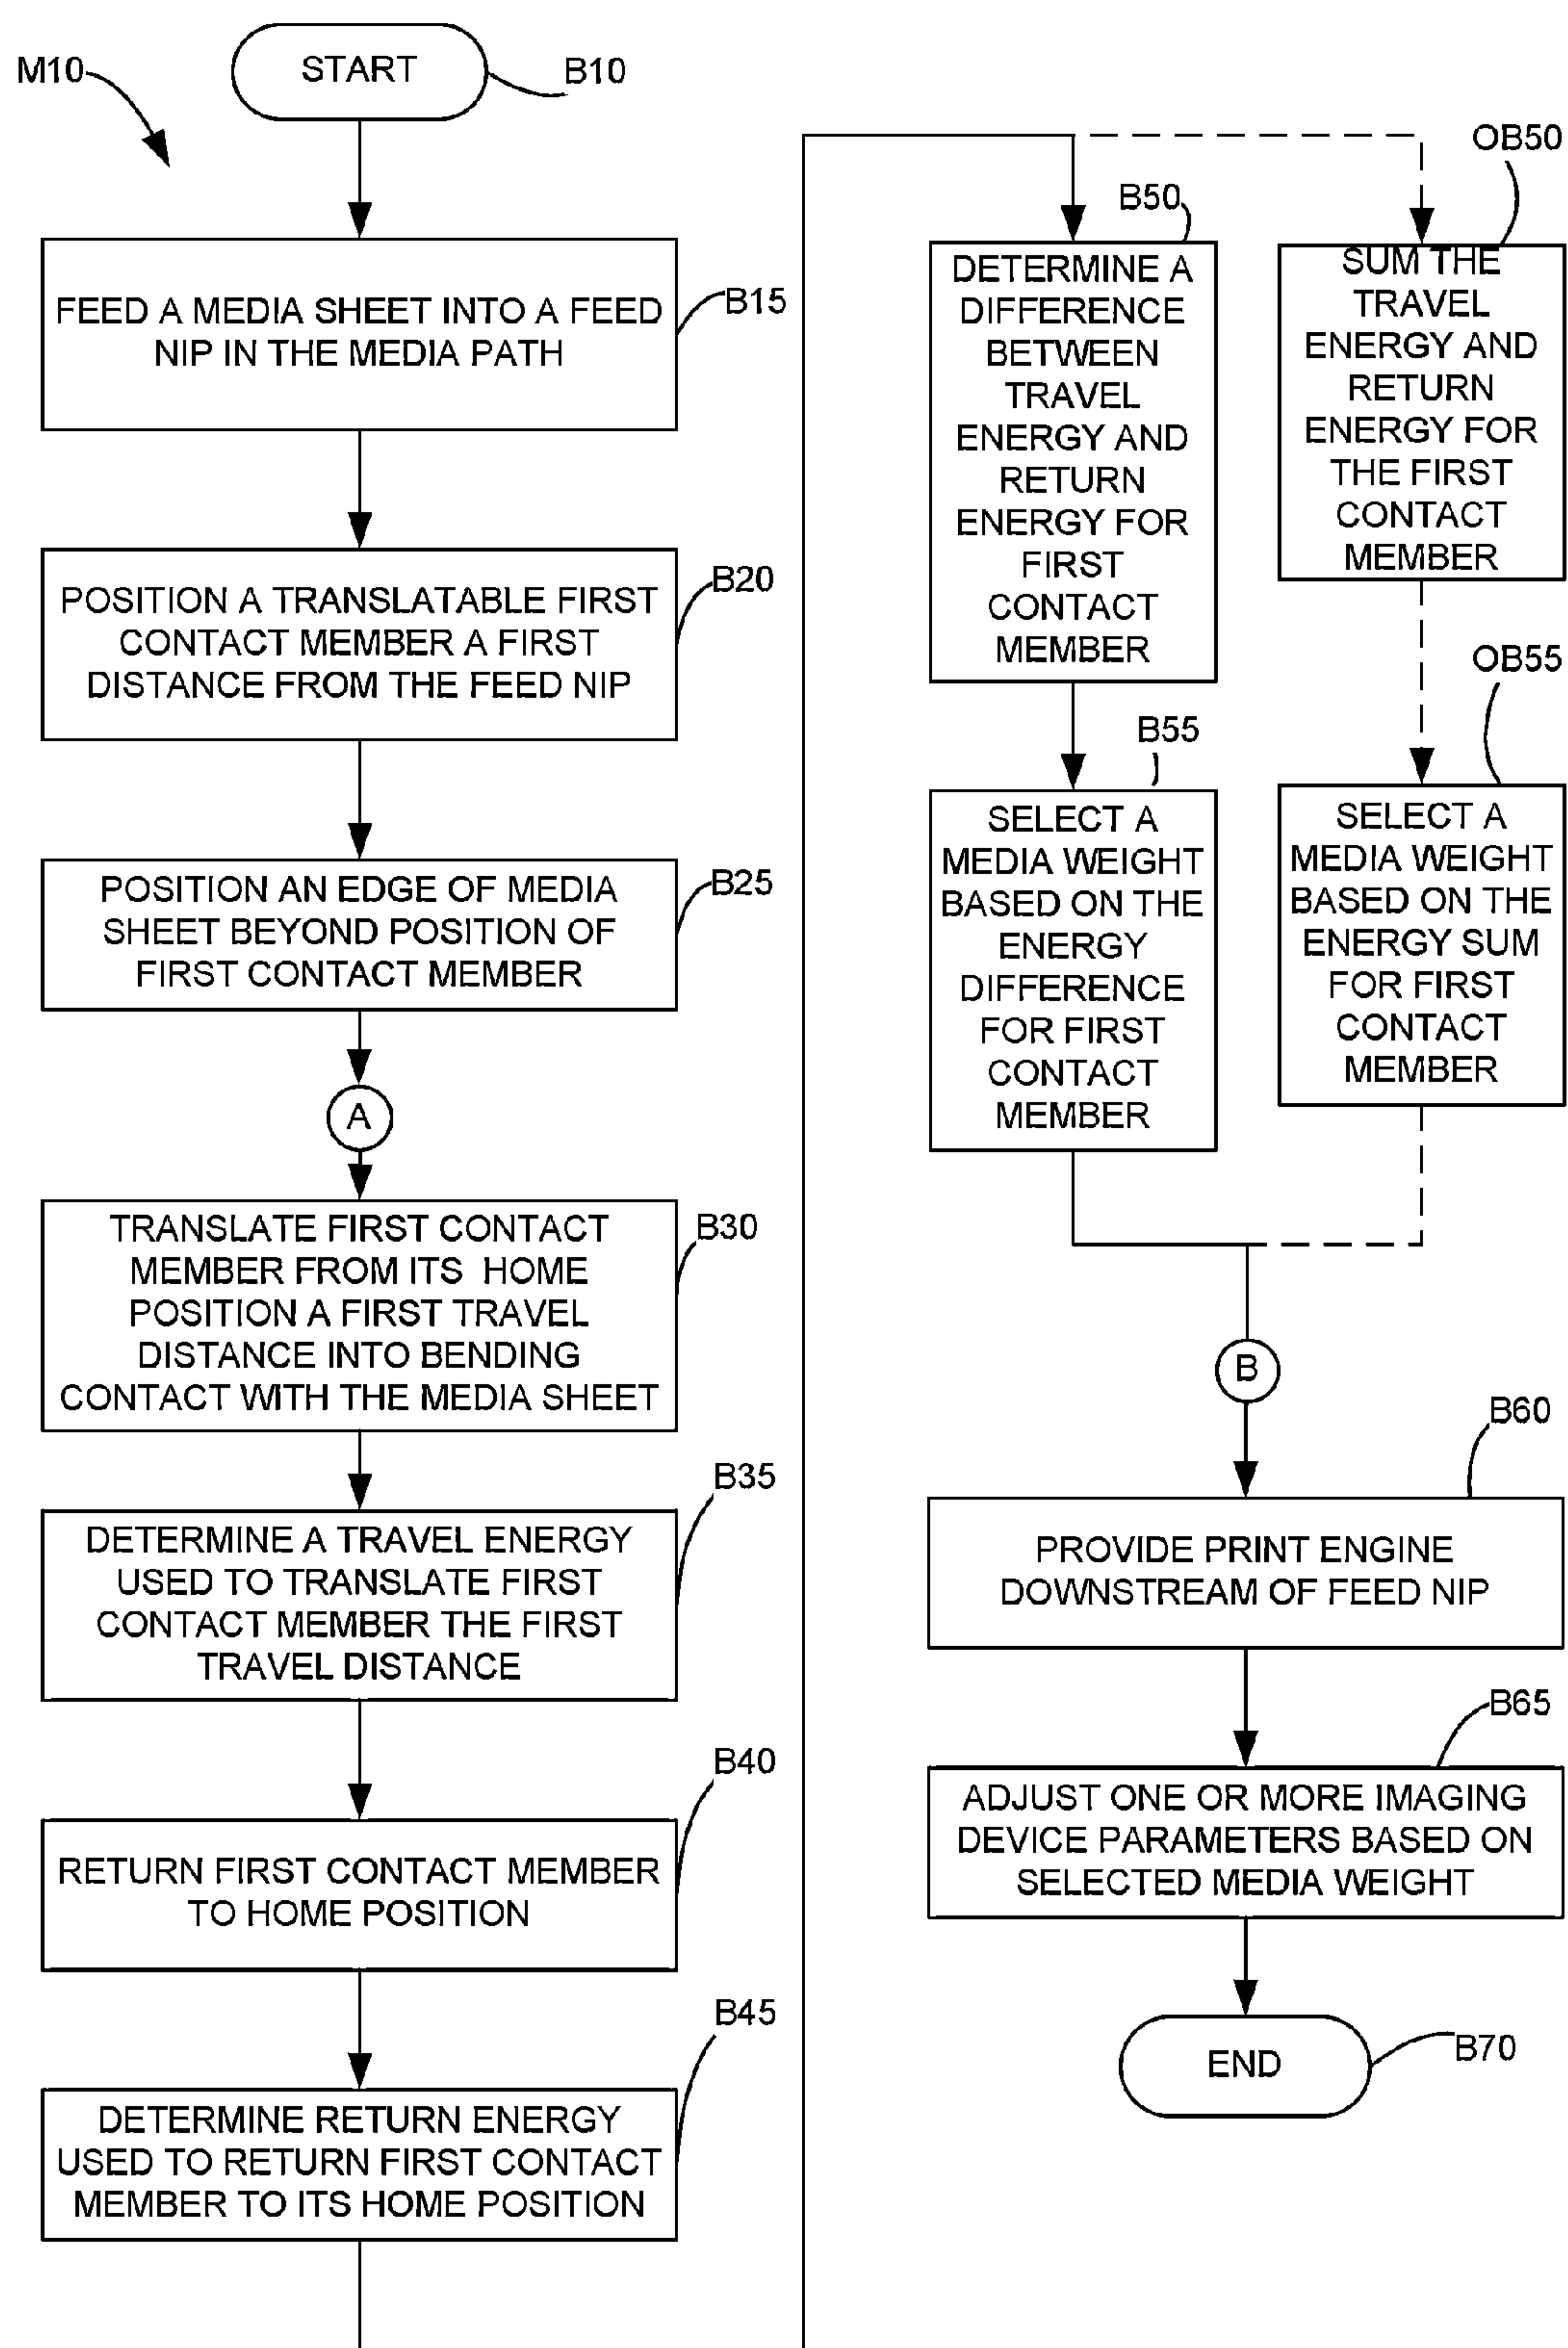 M10
START
B10
FEED A MEDIA SHEET INTO A FEED
NIP IN THE MEDIA PATH
B15
POSITION A TRANSLATABLE FIRST
CONTACT MEMBER A FIRST
DISTANCE FROM THE FEED NIP
B20
POSITION AN EDGE OF MEDIA
SHEET BEYOND POSITION OF
FIRST CONTACT MEMBER
B25
A
TRANSLATE FIRST CONTACT
MEMBER FROM ITS HOME
POSITION A FIRST TRAVEL
DISTANCE INTO BENDING
CONTACT WITH THE MEDIA SHEET
B30
DETERMINE A TRAVEL ENERGY
USED TO TRANSLATE FIRST
CONTACT MEMBER THE FIRST
TRAVEL DISTANCE
B35
RETURN FIRST CONTACT MEMBER
TO HOME POSITION
B40
DETERMINE RETURN ENERGY
USED TO RETURN FIRST CONTACT
MEMBER TO ITS HOME POSITION
B45
B50
DETERMINE A
DIFFERENCE
BETWEEN
TRAVEL
ENERGY AND
RETURN
ENERGY FOR
FIRST
CONTACT
MEMBER
OB50
SUM THE
TRAVEL
ENERGY AND
RETURN
ENERGY FOR
THE FIRST
CONTACT
MEMBER
B55
SELECT A
MEDIA WEIGHT
BASED ON THE
ENERGY
DIFFERENCE
FOR FIRST
CONTACT
MEMBER
OB55
SELECT A
MEDIA WEIGHT
BASED ON THE
ENERGY SUM
FOR FIRST
CONTACT
MEMBER
B
B60
PROVIDE PRINT ENGINE
DOWNSTREAM OF FEED NIP
B65
ADJUST ONE OR MORE IMAGING
DEVICE PARAMETERS BASED ON
SELECTED MEDIA WEIGHT
END
B70